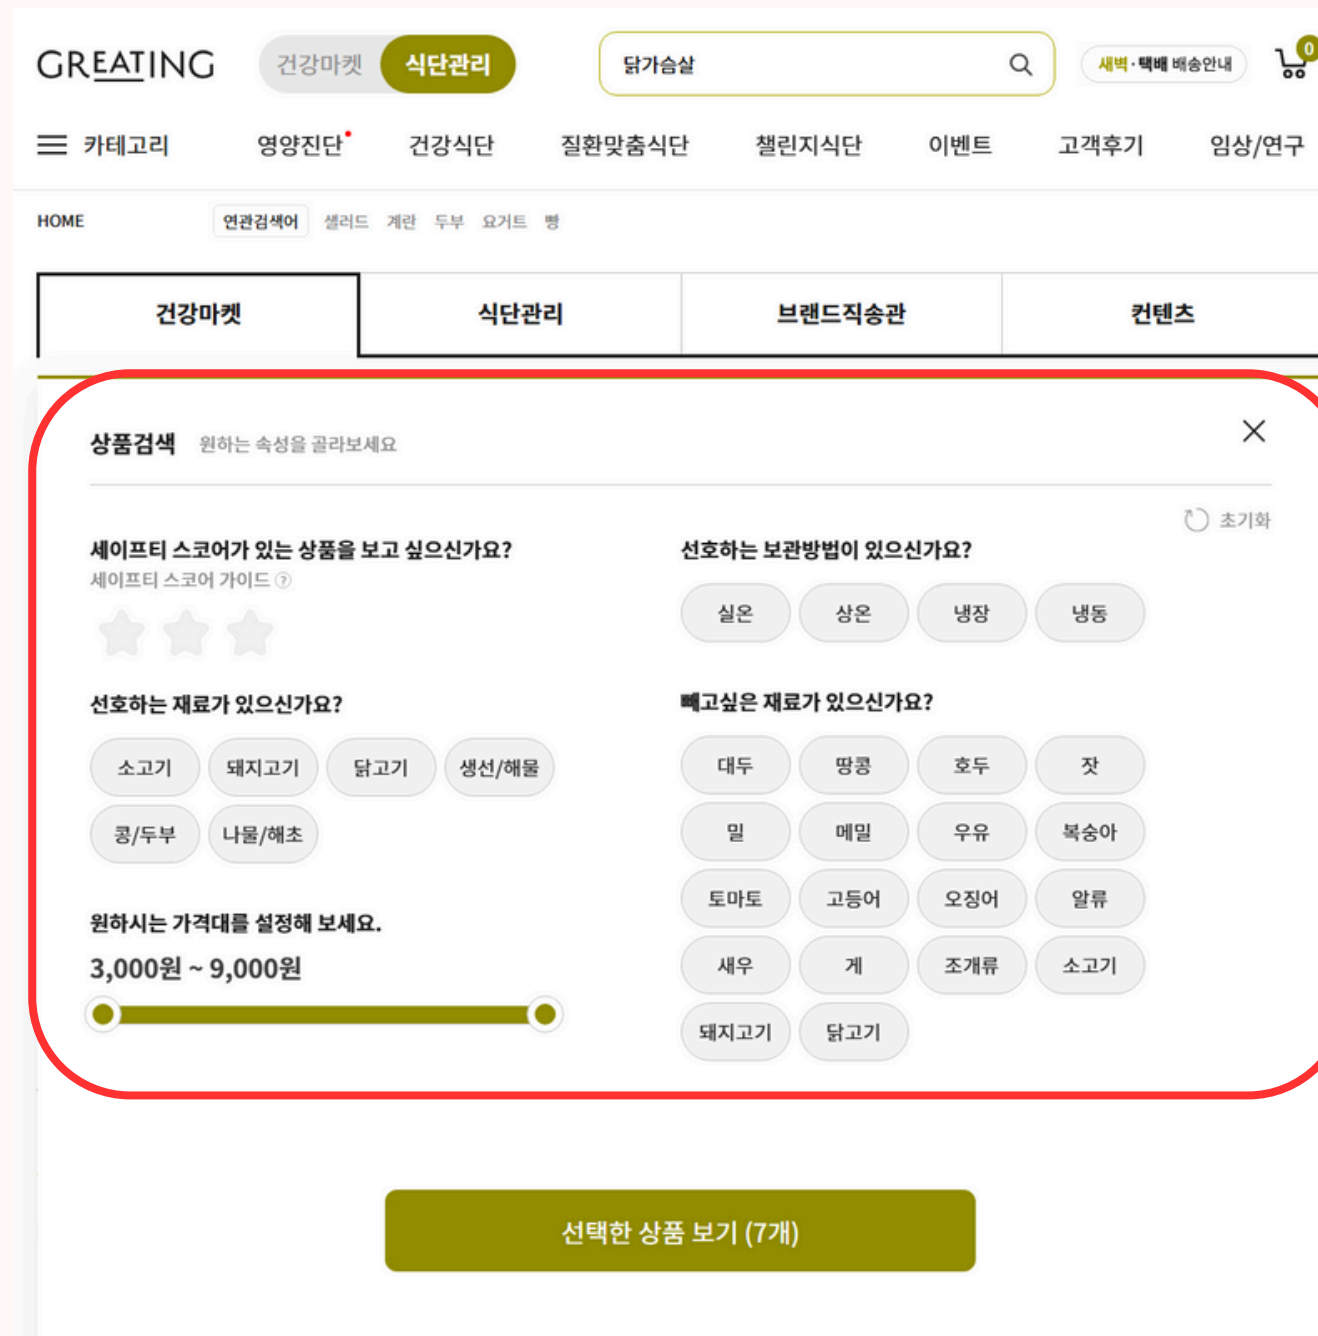 GREATING 건강마켓 식단관리 닭가슴살 새벽·택배 배송안내 0
카테고리 영양진단 건강식단 질환맞춤식단 챌린지식단 이벤트 고객후기 임상/연구
HOME 연관검색어 샐러드 계란 두부 요거트 빵
건강마켓 식단관리 브랜드직송관 컨텐츠
상품검색 원하는 속성을 골라보세요
초기화
세이프티 스코어가 있는 상품을 보고 싶으신가요?
세이프티 스코어 가이드 ?
선호하는 보관방법이 있으신가요?
실온 상온 냉장 냉동
선호하는 재료가 있으신가요?
소고기 돼지고기 닭고기 생선/해물
콩/두부 나물/해초
빼고싶은 재료가 있으신가요?
대두 땅콩 호두 잣
밀 메밀 우유 복숭아
토마토 고등어 오징어 알류
새우 게 조개류 소고기
돼지고기 닭고기
원하시는 가격대를 설정해 보세요.
3,000원 ~ 9,000원
선택한 상품 보기 (7개)